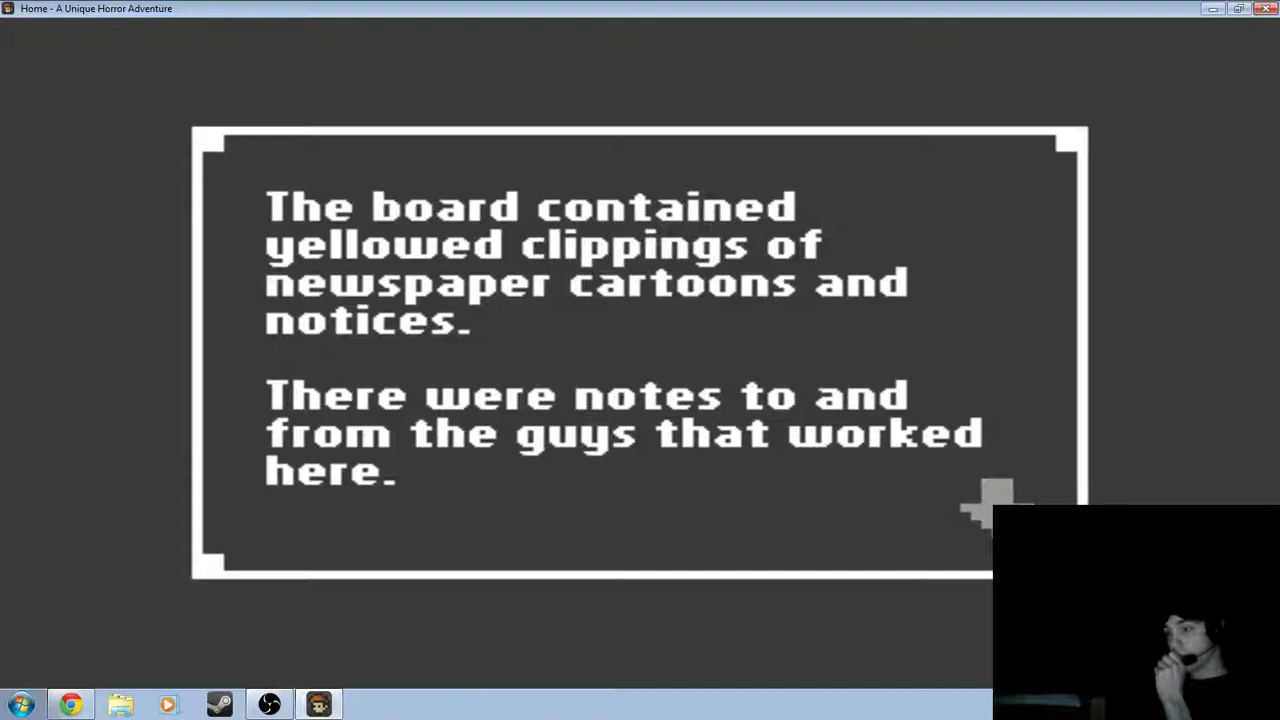 Home - A Unique Horror Adventure
The board contained
yellowed clippings of
newspaper cartoons and
notices.
There were notes to and
from the guys that worked
here.